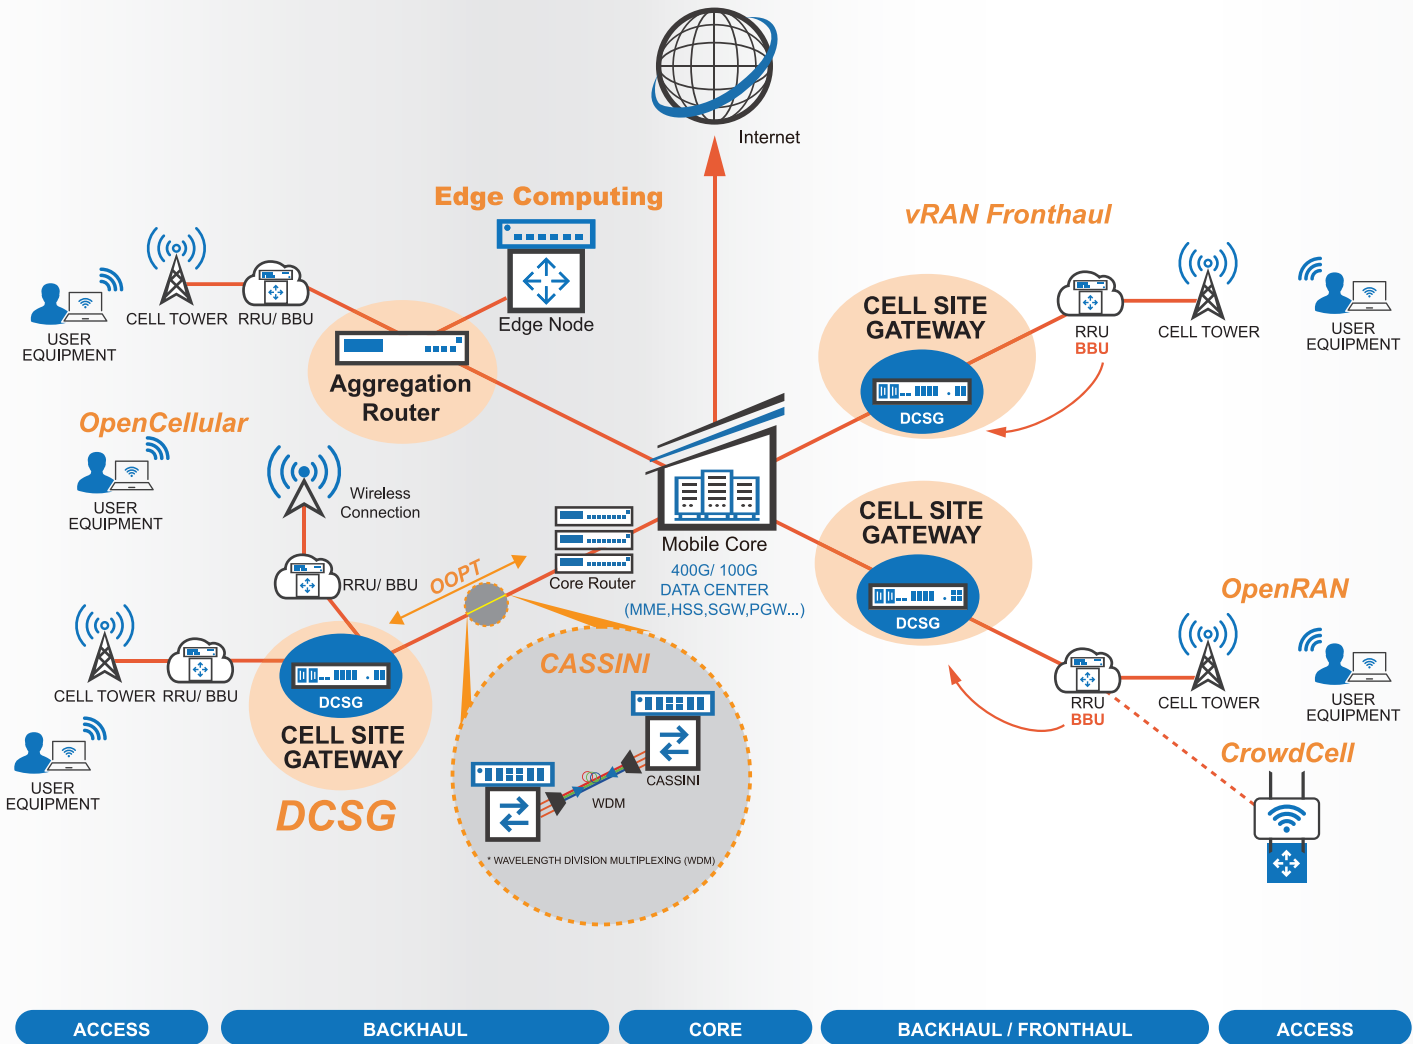 Internet
Edge Computing
Edge Node
CELL TOWER
RRU/ BBU
USER
EQUIPMENT
Aggregation
Router
vRAN Fronthaul
CELL SITE
GATEWAY
DCSG
RRU
BBU
CELL TOWER
USER
EQUIPMENT
OpenCellular
USER
EQUIPMENT
Wireless
Connection
RRU/ BBU
OOPT
Core Router
Mobile Core
400G/ 100G
DATA CENTER
(MME,HSS,SGW,PGW...)
CELL SITE
GATEWAY
DCSG
OpenRAN
RRU
BBU
CELL TOWER
USER
EQUIPMENT
CrowdCell
CELL TOWER
RRU/ BBU
DCSG
CELL SITE
GATEWAY
DCSG
USER
EQUIPMENT
CASSINI
CASSINI
WDM
* WAVELENGTH DIVISION MULTIPLEXING (WDM)
ACCESS
BACKHAUL
CORE
BACKHAUL / FRONTHAUL
ACCESS